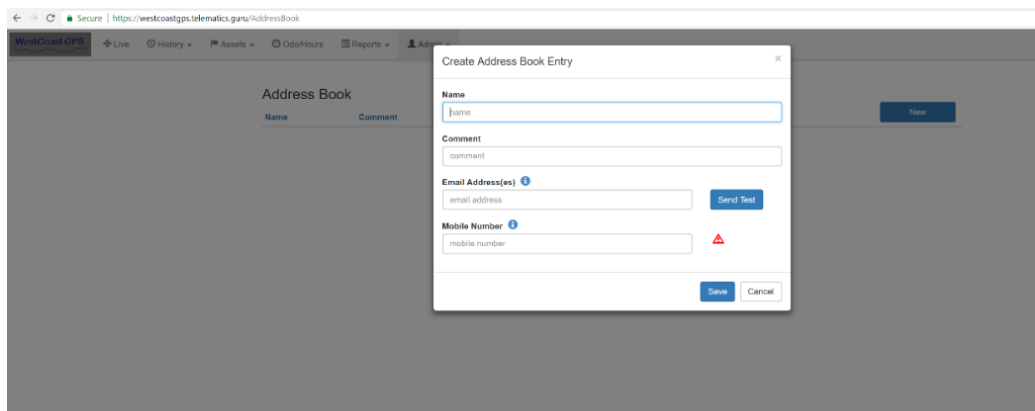 Secure | https://westcoastgps.telematics.guru/AddressBook
WestCoast GPS Live History Assets Odo/Hours Reports Admin
Create Address Book Entry
Address Book
Name Comment
New
Name
name
Comment
comment
Email Address(es)
email address
Send Test
Mobile Number
mobile number
Save Cancel